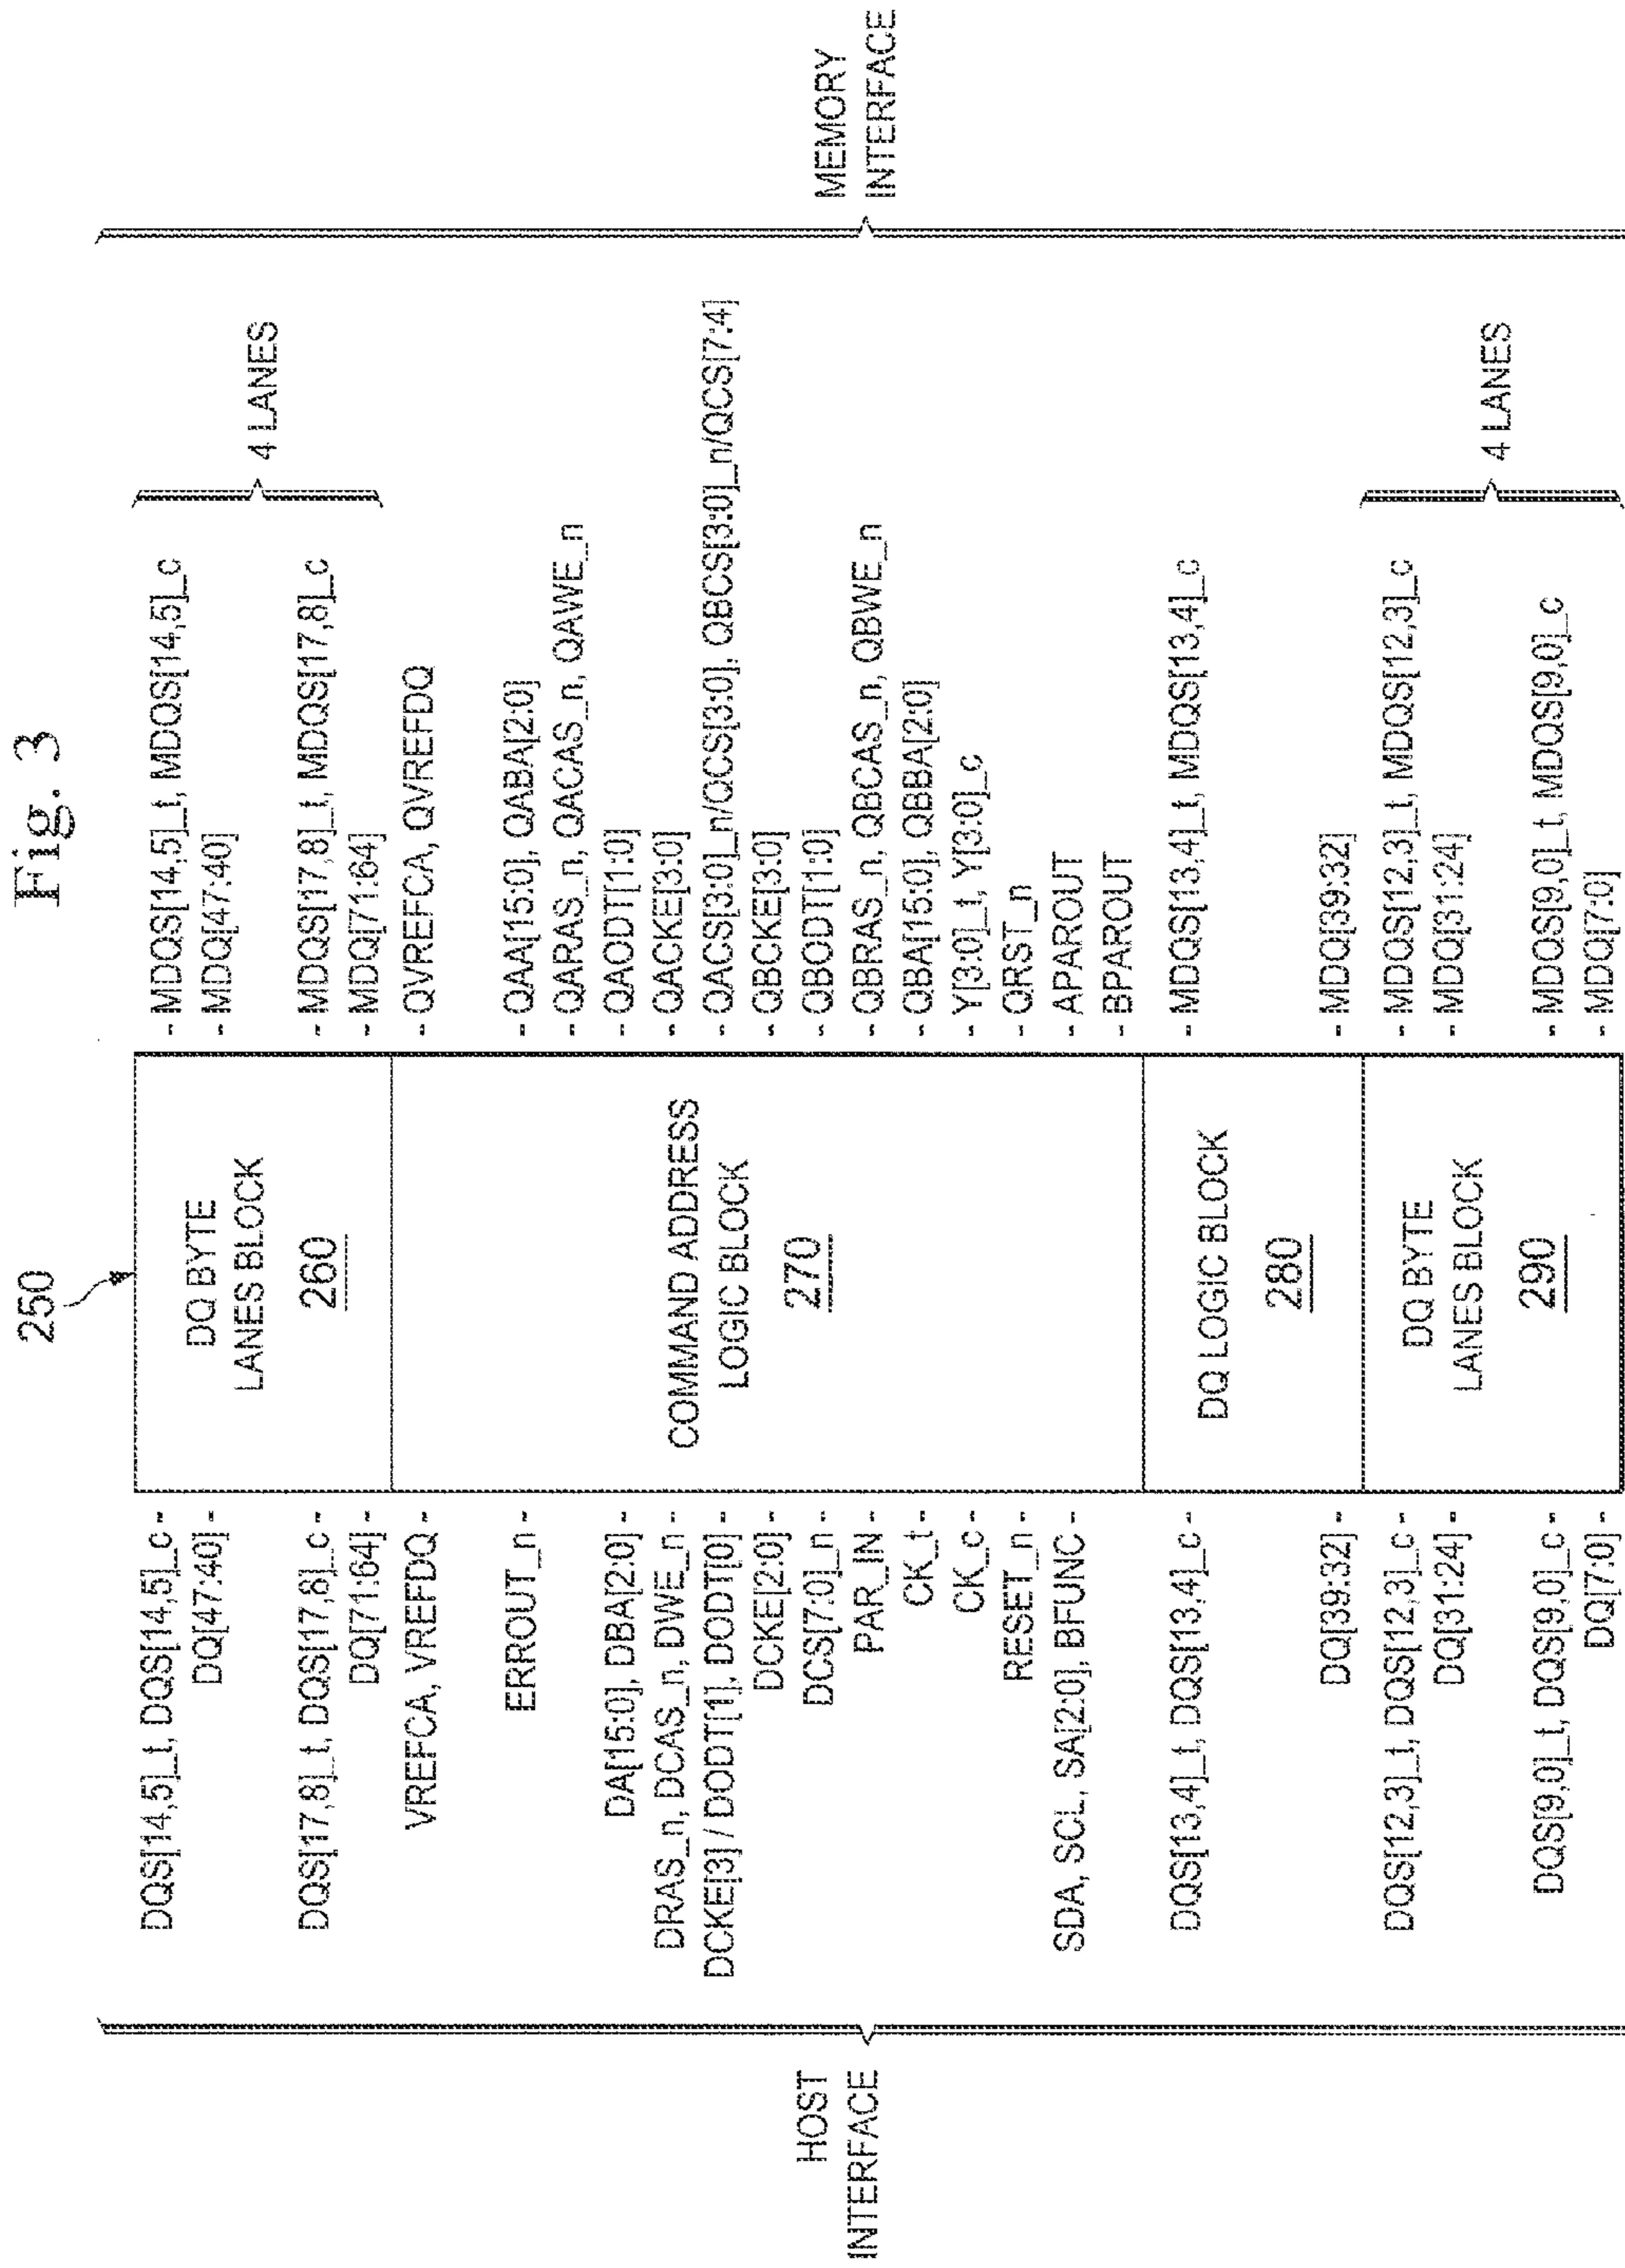 Fig. 3
250
HOST
INTERFACE
DQS[14,5]_t, DQS[14,5]_c
DQ[47:40]
DQS[17,8]_t, DQS[17,8]_c
DQ[71:64]
VREFCA, VREFDQ
ERROUT_n
DA[15:0], DBA[2:0]
DRAS_n, DCAS_n, DWE_n
DCKE[3] / DODT[1], DODT[0]
DCKE[2:0]
DCS[7:0]_n
PAR_IN
CK_t
CK_c
RESET_n
SDA, SCL, SA[2:0], BFUNC
DQS[13,4]_t, DQS[13,4]_c
DQ[39:32]
DQS[12,3]_t, DQS[12,3]_c
DQ[31:24]
DQS[9,0]_t, DQS[9,0]_c
DQ[7:0]
DQ BYTE
LANES BLOCK
260
COMMAND ADDRESS
LOGIC BLOCK
270
DQ LOGIC BLOCK
280
DQ BYTE
LANES BLOCK
290
MDQS[14,5]_t, MDQS[14,5]_c
MDQ[47:40]
MDQS[17,8]_t, MDQS[17,8]_c
MDQ[71:64]
QVREFCA, QVREFDQ
QAA[15:0], QABA[2:0]
QARAS_n, QACAS_n, QAWE_n
QAODT[1:0]
QACKE[3:0]
QACS[3:0]_n/QCS[3:0], QBCS[3:0]_n/QCS[7:4]
QBCKE[3:0]
QBODT[1:0]
QBRAS_n, QBCAS_n, QBWE_n
QBA[15:0], QBBA[2:0]
Y[3:0]_t, Y[3:0]_c
QRST_n
APAROUT
BPAROUT
MDQS[13,4]_t, MDQS[13,4]_c
MDQ[39:32]
MDQS[12,3]_t, MDQS[12,3]_c
MDQ[31:24]
MDQS[9,0]_t, MDQS[9,0]_c
MDQ[7:0]
4 LANES
4 LANES
MEMORY
INTERFACE